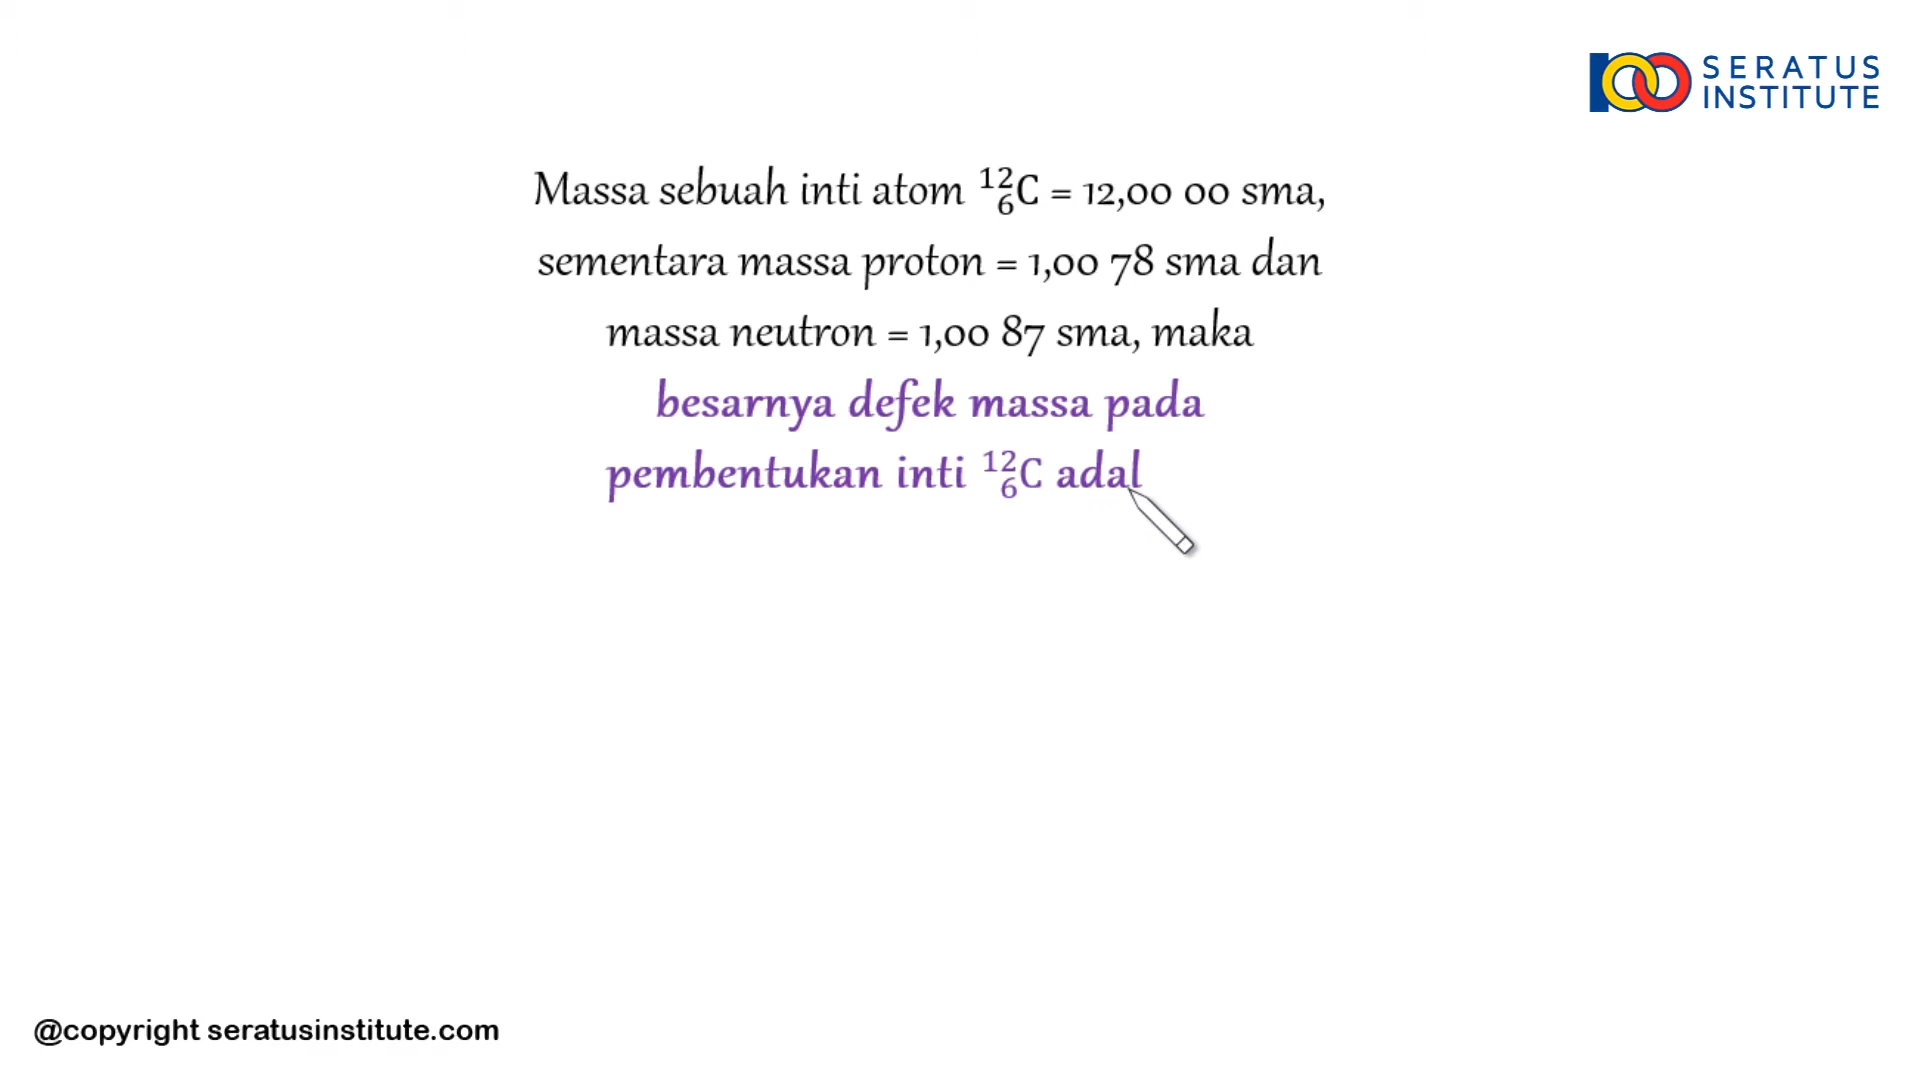 SERATUS
INSTITUTE
Massa sebuah inti atom ¹²₆C = 12,00 00 sma,
sementara massa proton = 1,00 78 sma dan
massa neutron = 1,00 87 sma, maka
besarnya defek massa pada
pembentukan inti ¹²₆C adal
@copyright seratusinstitute.com